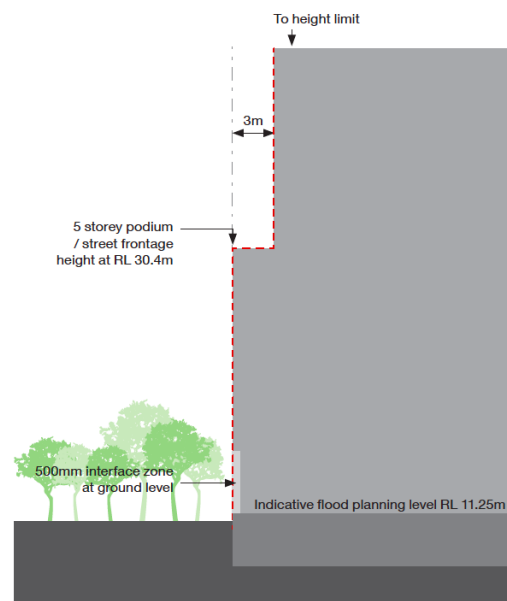 To height limit
3m
5 storey podium
/ street frontage
height at RL 30.4m
500mm interface zone
at ground level
Indicative flood planning level RL 11.25m